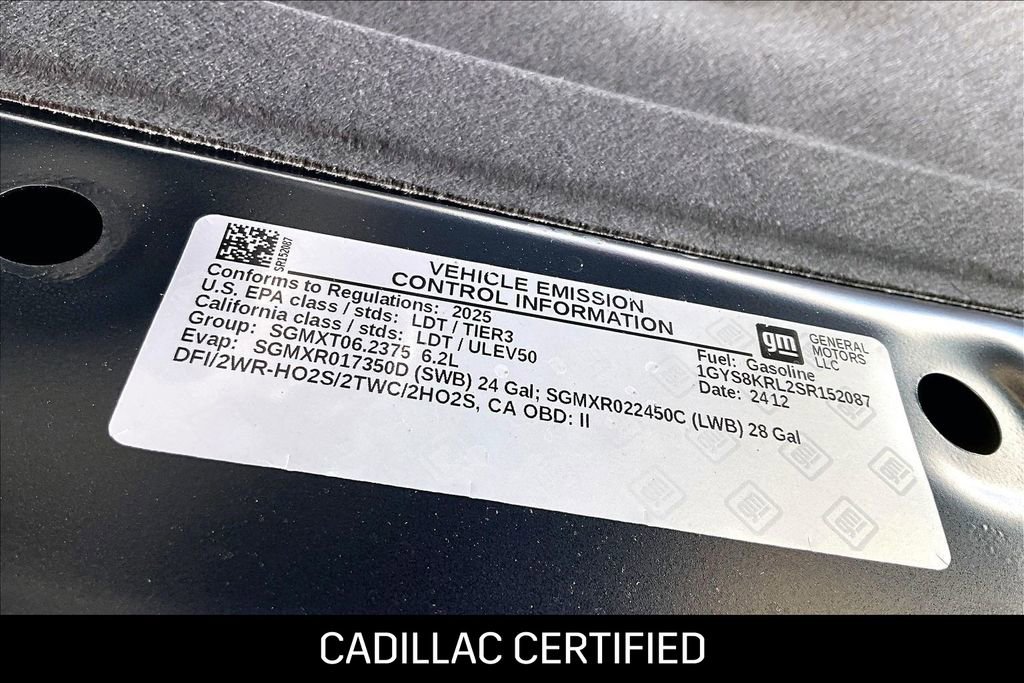 SR152087
VEHICLE EMISSION
CONTROL INFORMATION
Conforms to Regulations: 2025
U.S. EPA class / stds: LDT / TIER3
California class / stds: LDT / ULEV50
Group: SGMXT06.2375 6.2L
Evap: SGMXR017350D (SWB) 24 Gal; SGMXR022450C (LWB) 28 Gal
DFI/2WR-HO2S/2TWC/2HO2S, CA OBD: II
gm
GENERAL
MOTORS
LLC
Fuel: Gasoline
1GYS8KRL2SR152087
Date: 2412
CADILLAC CERTIFIED